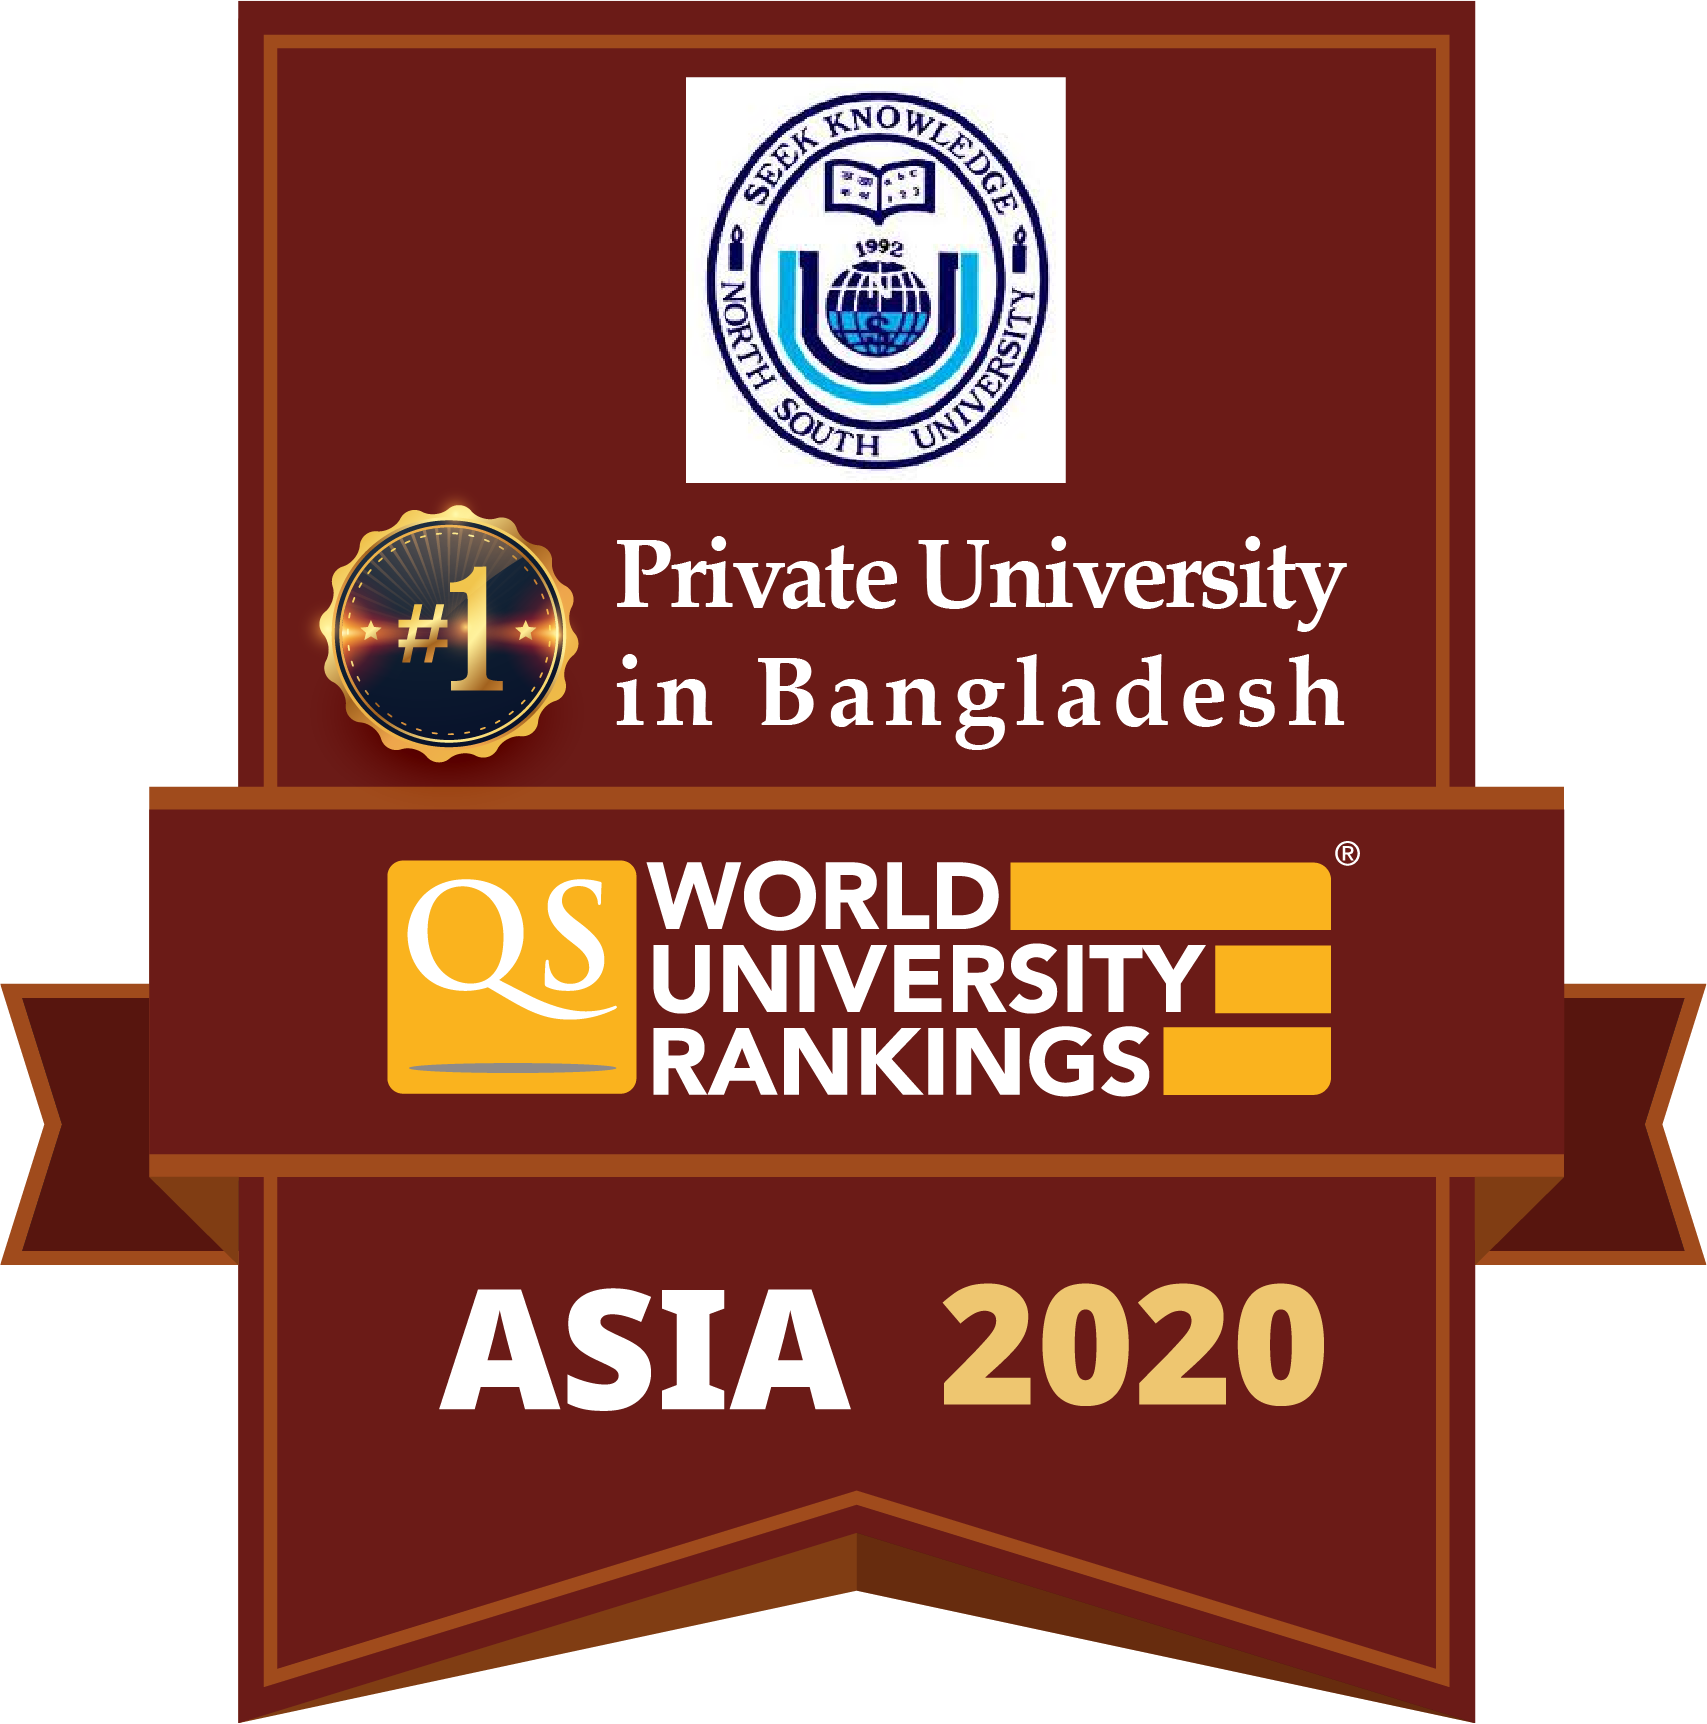 SEEK KNOWLEDGE
1992
N
S
NORTH SOUTH UNIVERSITY
#1
Private University
in Bangladesh
QS
WORLD
UNIVERSITY
RANKINGS
®
ASIA 2020